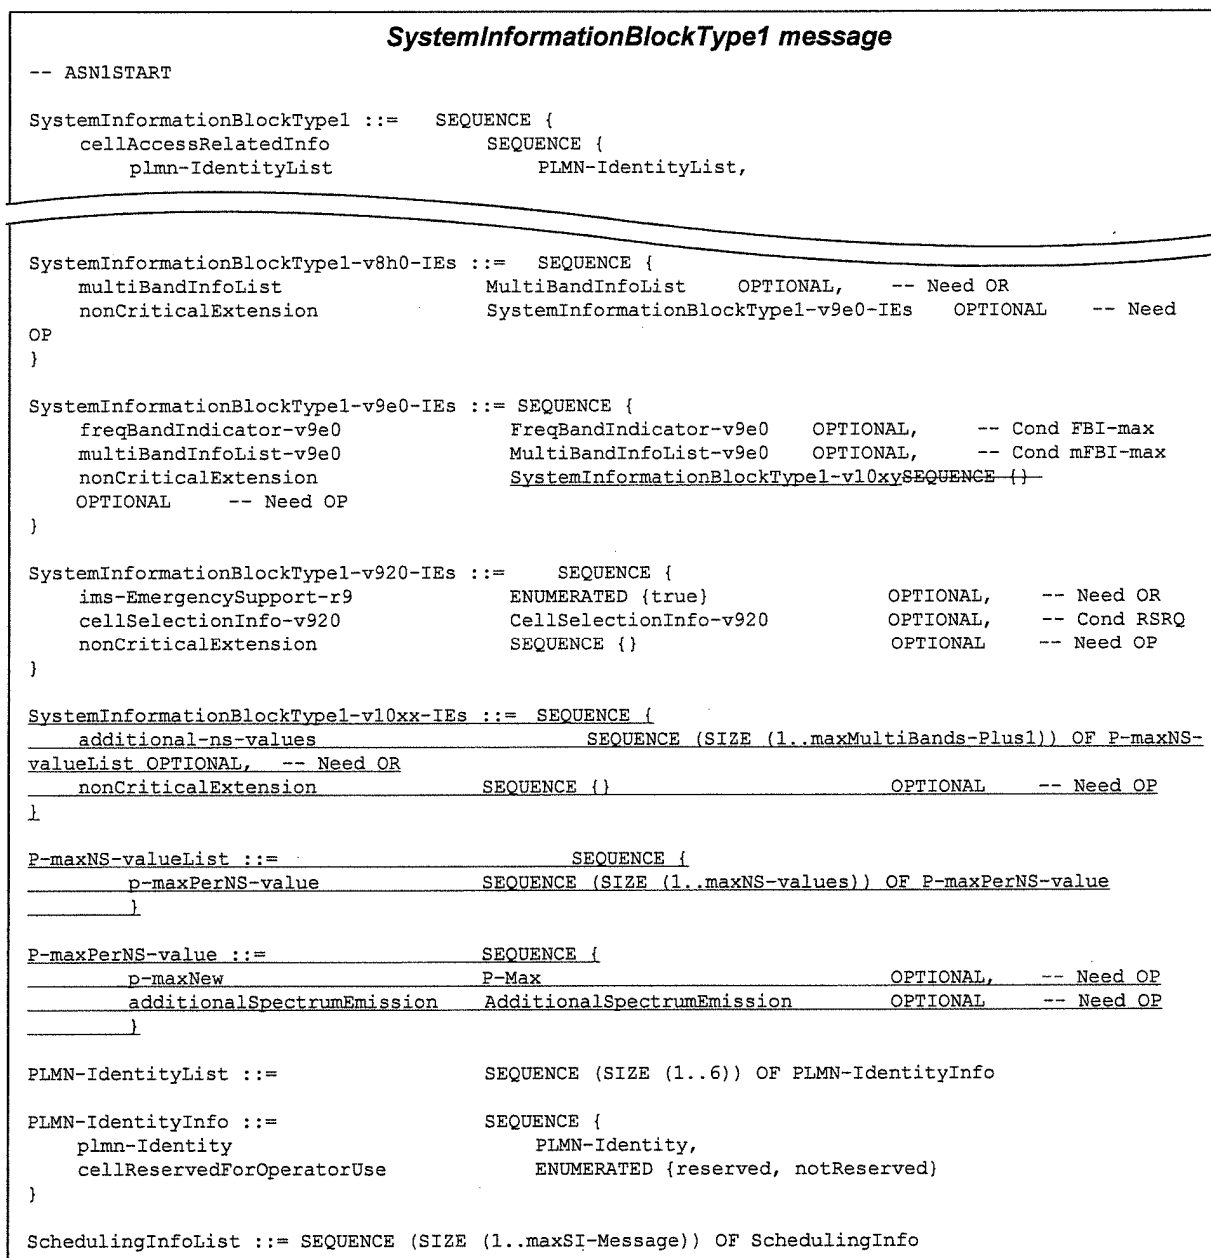 SystemInformationBlockType1 message
-- ASN1START
SystemInformationBlockType1 ::= SEQUENCE {
cellAccessRelatedInfo SEQUENCE {
plmn-IdentityList PLMN-IdentityList,
SystemInformationBlockType1-v8h0-IEs ::= SEQUENCE {
multiBandInfoList MultiBandInfoList OPTIONAL, -- Need OR
nonCriticalExtension SystemInformationBlockType1-v9e0-IEs OPTIONAL -- Need
OP
}
SystemInformationBlockType1-v9e0-IEs ::= SEQUENCE {
freqBandIndicator-v9e0 FreqBandIndicator-v9e0 OPTIONAL, -- Cond FBI-max
multiBandInfoList-v9e0 MultiBandInfoList-v9e0 OPTIONAL, -- Cond mFBI-max
nonCriticalExtension SystemInformationBlockType1-v10xySEQUENCE {}
OPTIONAL -- Need OP
}
SystemInformationBlockType1-v920-IEs ::= SEQUENCE {
ims-EmergencySupport-r9 ENUMERATED {true} OPTIONAL, -- Need OR
cellSelectionInfo-v920 CellSelectionInfo-v920 OPTIONAL, -- Cond RSRQ
nonCriticalExtension SEQUENCE {} OPTIONAL -- Need OP
}
SystemInformationBlockType1-v10xx-IEs ::= SEQUENCE {
additional-ns-values SEQUENCE (SIZE (1..maxMultiBands-Plus1)) OF P-maxNS-
valueList OPTIONAL, -- Need OR
nonCriticalExtension SEQUENCE {} OPTIONAL -- Need OP
}
P-maxNS-valueList ::= SEQUENCE {
p-maxPerNS-value SEQUENCE (SIZE (1..maxNS-values)) OF P-maxPerNS-value
}
P-maxPerNS-value ::= SEQUENCE {
p-maxNew P-Max OPTIONAL, -- Need OP
additionalSpectrumEmission AdditionalSpectrumEmission OPTIONAL -- Need OP
}
PLMN-IdentityList ::= SEQUENCE (SIZE (1..6)) OF PLMN-IdentityInfo
PLMN-IdentityInfo ::= SEQUENCE {
plmn-Identity PLMN-Identity,
cellReservedForOperatorUse ENUMERATED {reserved, notReserved}
}
SchedulingInfoList ::= SEQUENCE (SIZE (1..maxSI-Message)) OF SchedulingInfo